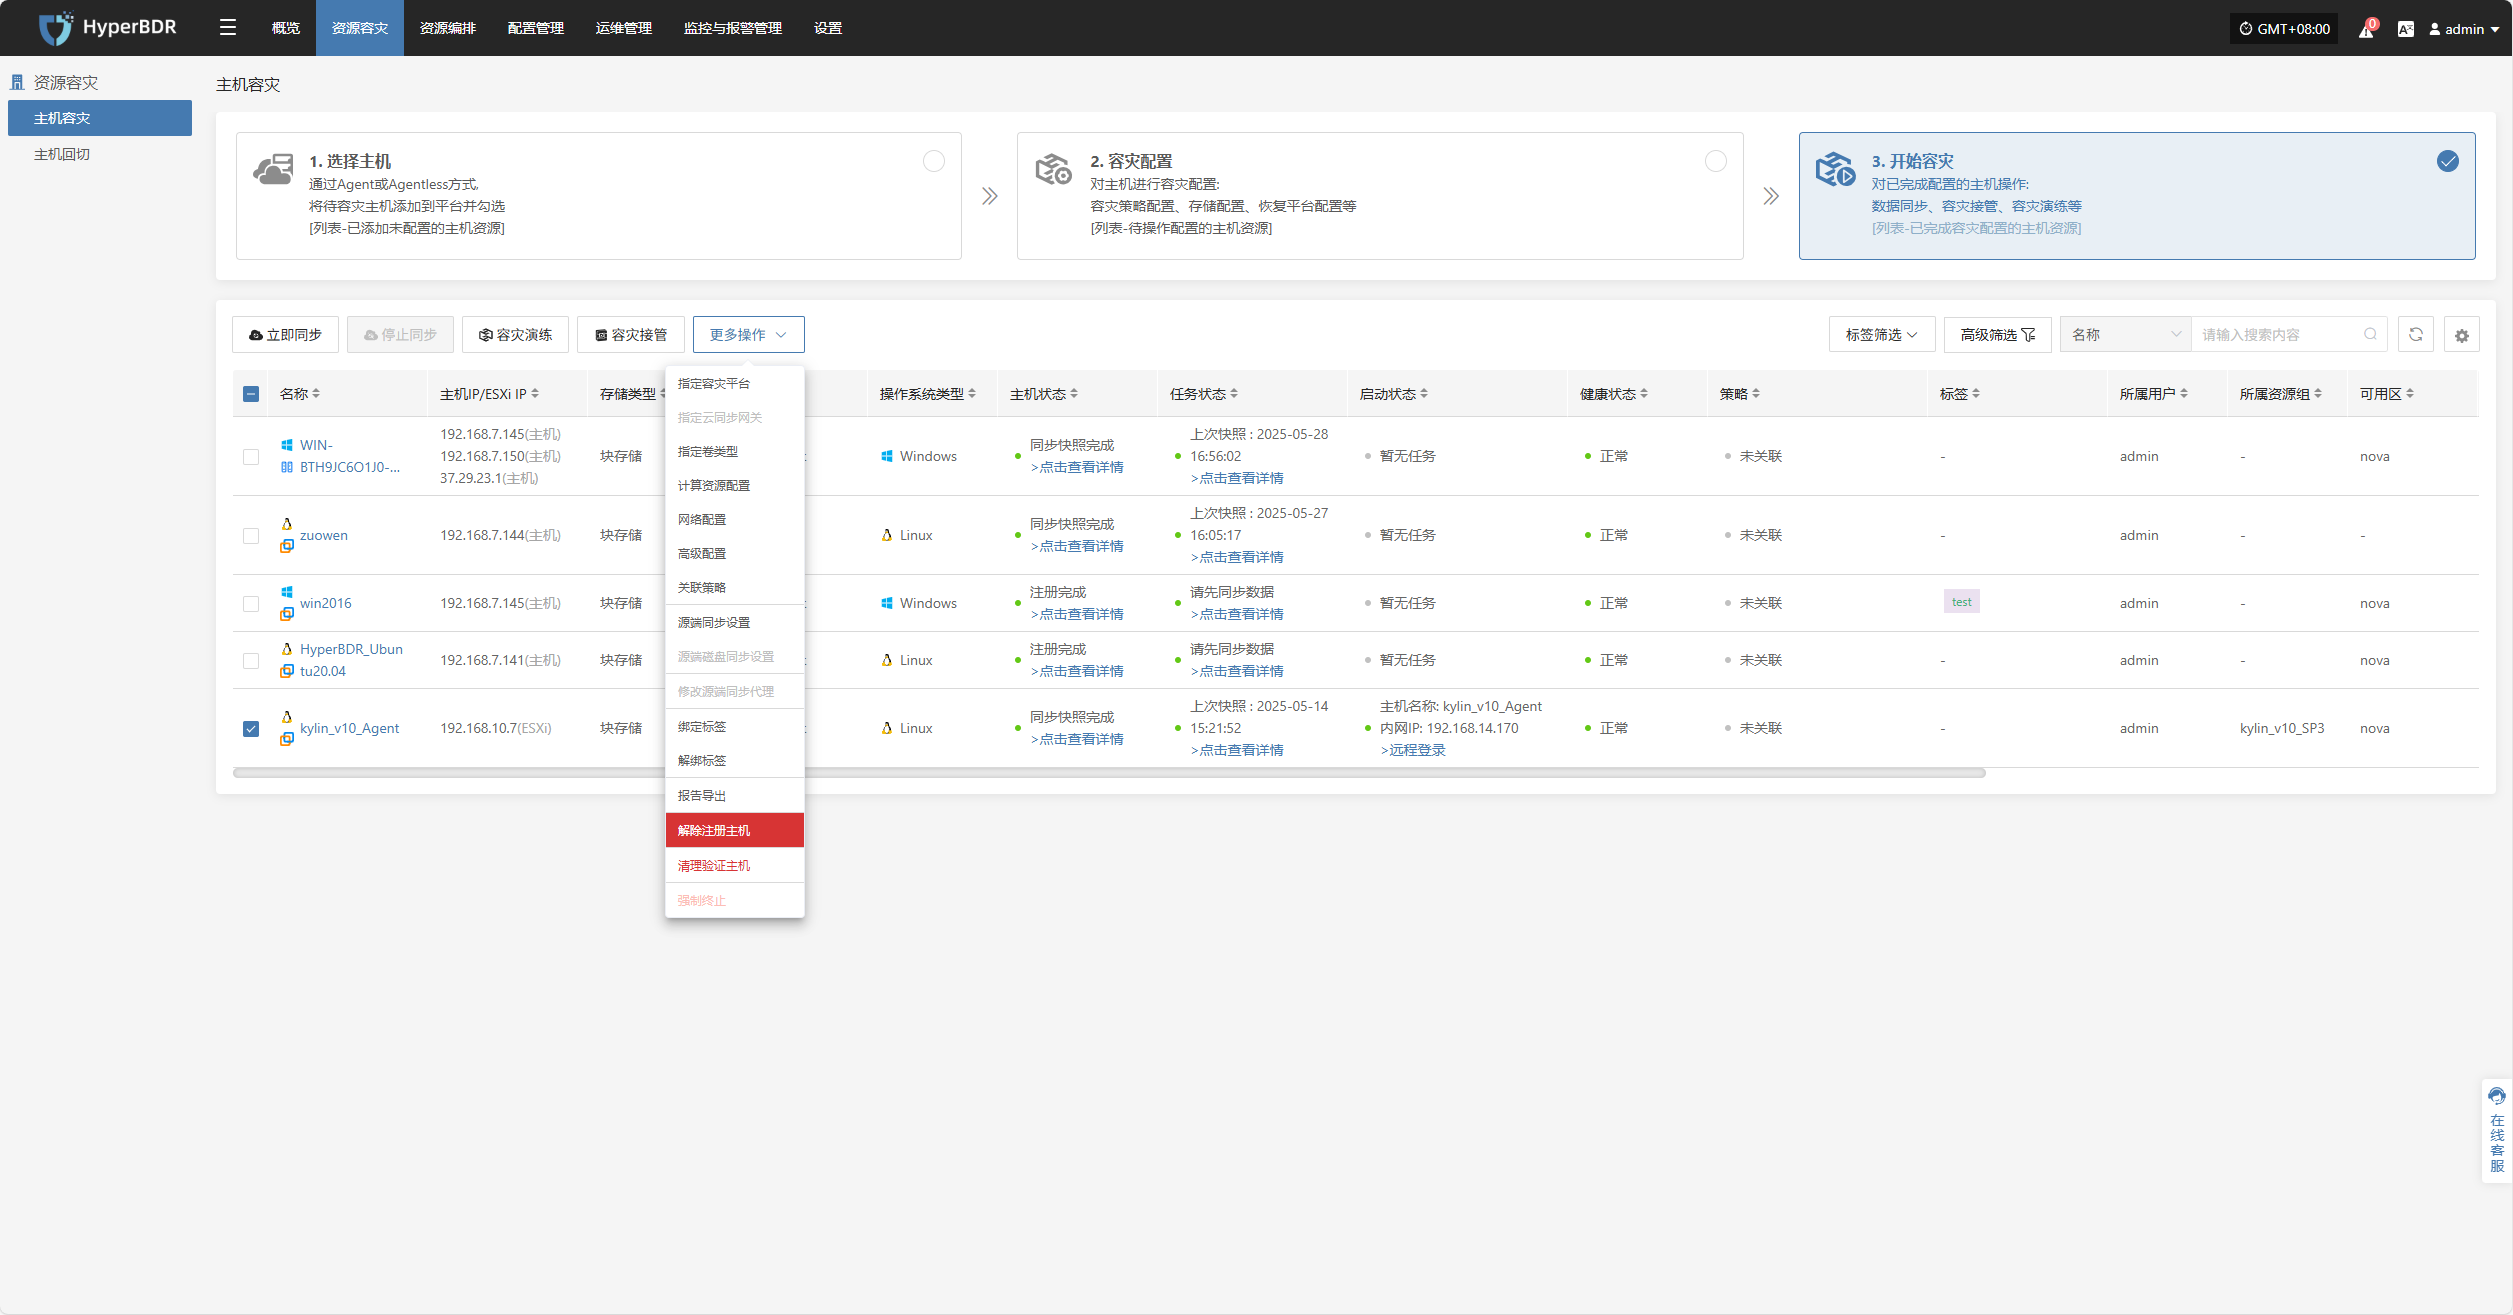 HyperBDR
概览
资源容灾
资源编排
配置管理
运维管理
监控与报警管理
设置
GMT+08:00
0
admin
资源容灾
主机容灾
主机回切
主机容灾
1. 选择主机
通过Agent或Agentless方式,
将待容灾主机添加到平台并勾选
[列表-已添加未配置的主机资源]
2. 容灾配置
对主机进行容灾配置:
容灾策略配置、存储配置、恢复平台配置等
[列表-待操作配置的主机资源]
3. 开始容灾
对已完成配置的主机操作:
数据同步、容灾接管、容灾演练等
[列表-已完成容灾配置的主机资源]
立即同步
停止同步
容灾演练
容灾接管
更多操作
标签筛选
高级筛选
名称
请输入搜索内容
名称
主机IP/ESXi IP
存储类型
操作系统类型
主机状态
任务状态
启动状态
健康状态
策略
标签
所属用户
所属资源组
可用区
WIN-
BTH9JC6O1J0-...
192.168.7.145(主机)
192.168.7.150(主机)
37.29.23.1(主机)
块存储
Windows
同步快照完成
>点击查看详情
上次快照 : 2025-05-28
16:56:02
>点击查看详情
暂无任务
正常
未关联
-
admin
-
nova
zuowen
192.168.7.144(主机)
块存储
Linux
同步快照完成
>点击查看详情
上次快照 : 2025-05-27
16:05:17
>点击查看详情
暂无任务
正常
未关联
-
admin
-
-
win2016
192.168.7.145(主机)
块存储
Windows
注册完成
>点击查看详情
请先同步数据
>点击查看详情
暂无任务
正常
未关联
test
admin
-
nova
HyperBDR_Ubun
tu20.04
192.168.7.141(主机)
块存储
Linux
注册完成
>点击查看详情
请先同步数据
>点击查看详情
暂无任务
正常
未关联
-
admin
-
nova
kylin_v10_Agent
192.168.10.7(ESXi)
块存储
Linux
同步快照完成
>点击查看详情
上次快照 : 2025-05-14
15:21:52
>点击查看详情
主机名称: kylin_v10_Agent
内网IP: 192.168.14.170
>远程登录
正常
未关联
-
admin
kylin_v10_SP3
nova
指定容灾平台
指定云同步网关
指定卷类型
计算资源配置
网络配置
高级配置
关联策略
源端同步设置
源端磁盘同步设置
修改源端同步代理
绑定标签
解绑标签
报告导出
解除注册主机
清理验证主机
强制终止
在线客服